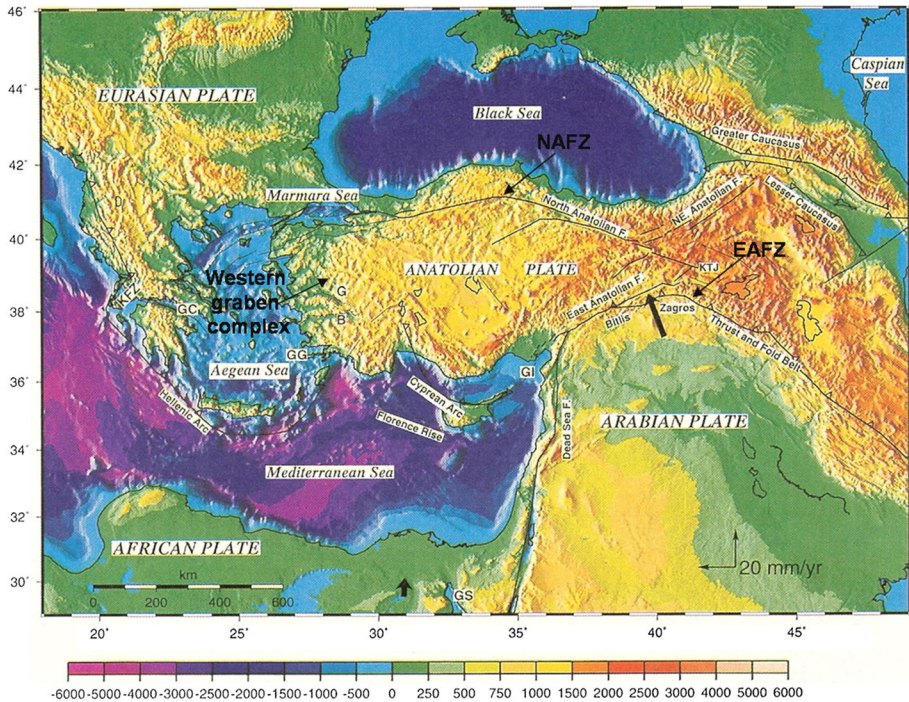 46°
44°
42°
40°
38°
36°
34°
32°
30°
EURASIAN PLATE
Black Sea
Caspian
Sea
Greater Caucasus
NAFZ
Marmara Sea
North Anatolian F.
NE Anatolian F.
Lesser Caucasus
D
KTJ
EAFZ
Western
graben
complex
ANATOLIAN PLATE
G
B
KFZ
GC
GG
East Anatolian F.
Bitlis
Zagros
Thrust and Fold Belt
Aegean Sea
GI
Cyprean Arc
Hellenic Arc
Florence Rise
Dead Sea F.
ARABIAN PLATE
Mediterranean Sea
AFRICAN PLATE
km
0 200 400 600
GS
20 mm/yr
20° 25° 30° 35° 40° 45°
-6000 -5000 -4000 -3000 -2500 -2000 -1500 -1000 -500 0 250 500 750 1000 1500 2000 2500 3000 4000 5000 6000